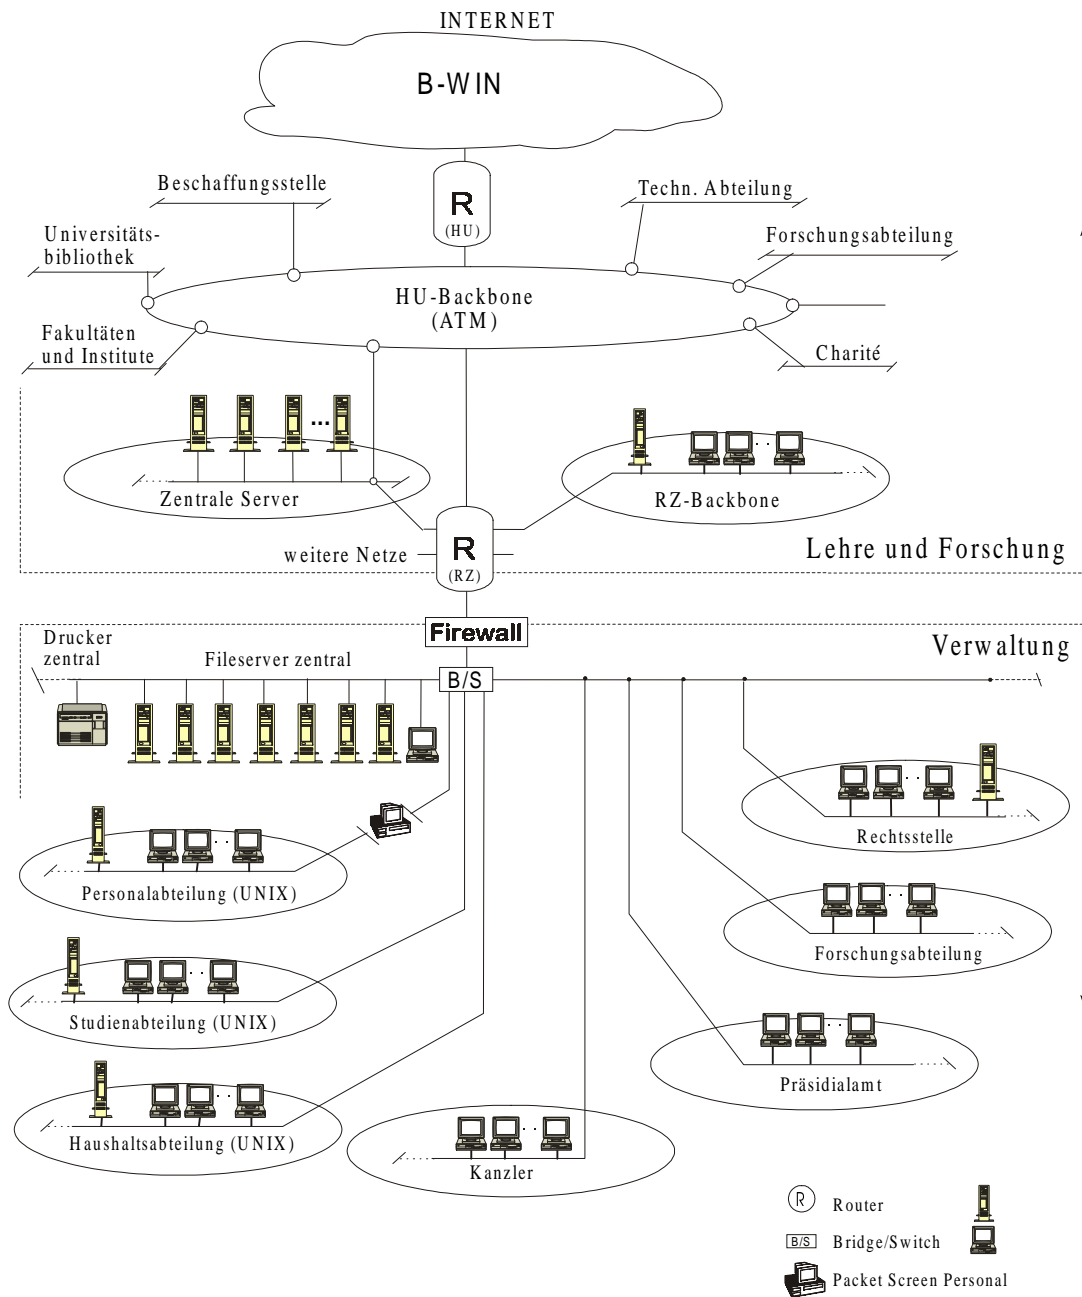 INTERNET
B-WIN
R
(HU)
Beschaffungsstelle
Techn. Abteilung
Universitäts-
bibliothek
Forschungsabteilung
HU-Backbone
(ATM)
Fakultäten
und Institute
Charité
...
Zentrale Server
RZ-Backbone
weitere Netze
R
(RZ)
Lehre und Forschung
Firewall
Verwaltung
Drucker
zentral
Fileserver zentral
B/S
Rechtsstelle
Personalabteilung (UNIX)
Forschungsabteilung
Studienabteilung (UNIX)
Präsidialamt
Haushaltsabteilung (UNIX)
Kanzler
R Router
B/S Bridge/Switch
Packet Screen Personal